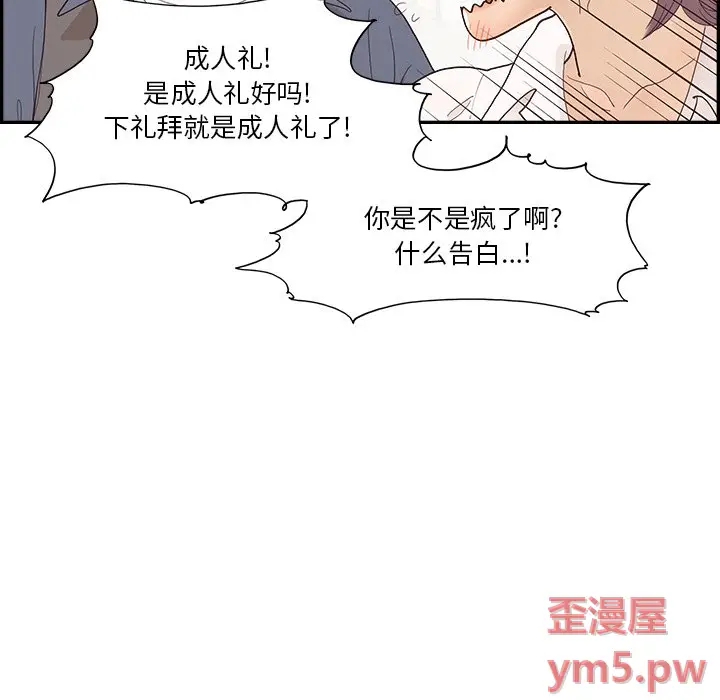 成人礼!
是成人礼好吗!
下礼拜就是成人礼了!
你是不是疯了啊?
什么告白...!
歪漫屋
ym5.pw